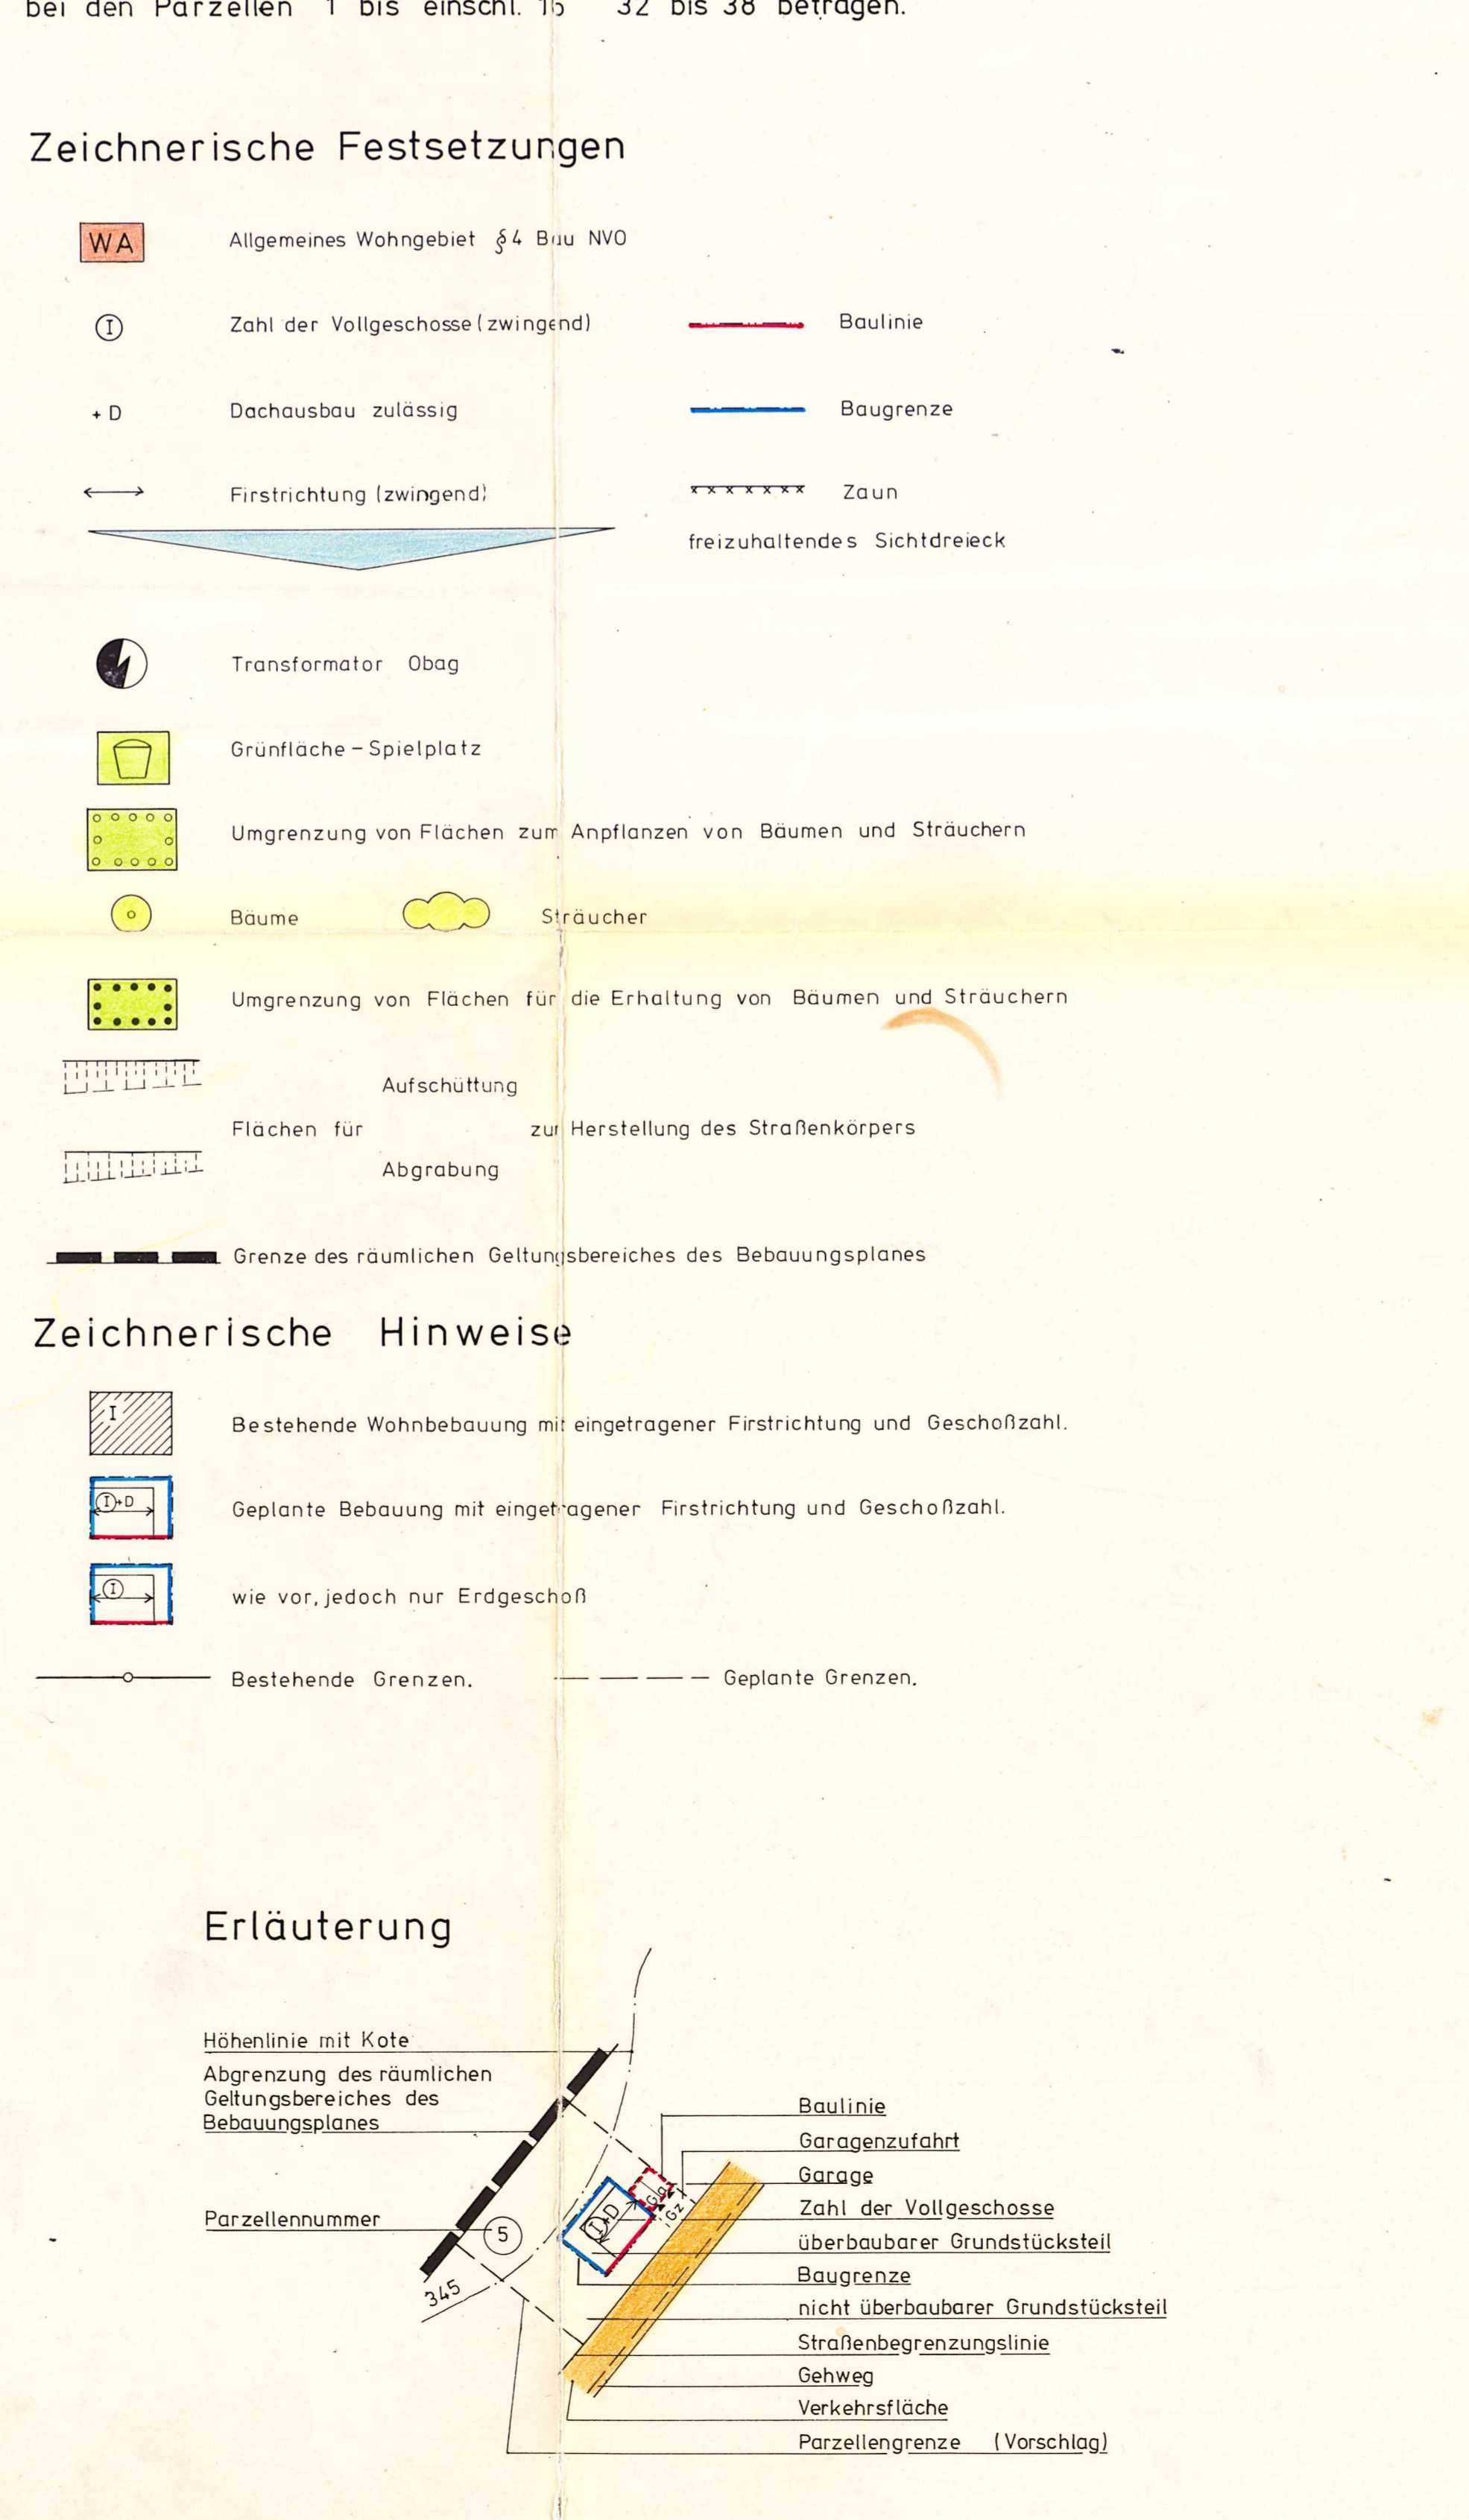 bei den Parzellen 1 bis einschl. 15 32 bis 38 betragen.
Zeichnerische Festsetzungen
WA Allgemeines Wohngebiet §4 Bau NVO
I Zahl der Vollgeschosse (zwingend) Baulinie
+ D Dachausbau zulässig Baugrenze
Firstrichtung (zwingend) Zaun
freizuhaltendes Sichtdreieck
Transformator Obag
Grünfläche – Spielplatz
Umgrenzung von Flächen zum Anpflanzen von Bäumen und Sträuchern
Bäume Sträucher
Umgrenzung von Flächen für die Erhaltung von Bäumen und Sträuchern
Aufschüttung
Flächen für zur Herstellung des Straßenkörpers
Abgrabung
Grenze des räumlichen Geltungsbereiches des Bebauungsplanes
Zeichnerische Hinweise
I Bestehende Wohnbebauung mit eingetragener Firstrichtung und Geschoßzahl.
I+D Geplante Bebauung mit eingetragener Firstrichtung und Geschoßzahl.
I wie vor, jedoch nur Erdgeschoß
Bestehende Grenzen. Geplante Grenzen.
Erläuterung
Höhenlinie mit Kote
Abgrenzung des räumlichen
Geltungsbereiches des
Bebauungsplanes
Parzellennummer
5
345
I+D
Ga
Gz
Baulinie
Garagenzufahrt
Garage
Zahl der Vollgeschosse
überbaubarer Grundstücksteil
Baugrenze
nicht überbaubarer Grundstücksteil
Straßenbegrenzungslinie
Gehweg
Verkehrsfläche
Parzellengrenze (Vorschlag)